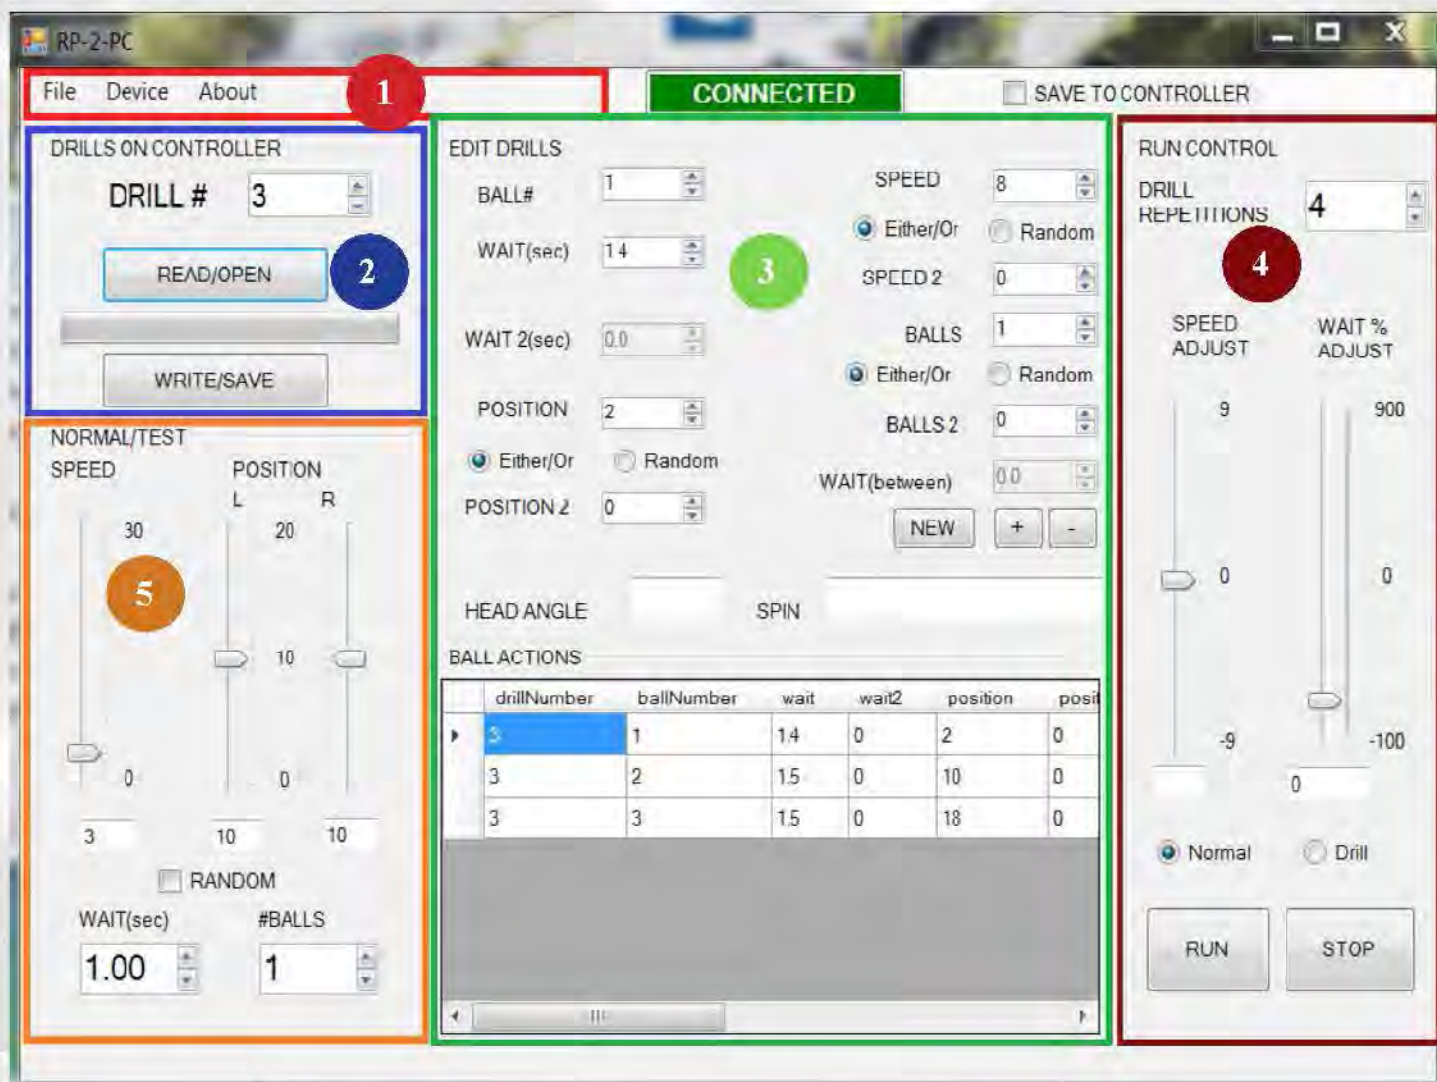 RP-2-PC
File Device About 1 CONNECTED SAVE TO CONTROLLER
DRILLS ON CONTROLLER
DRILL # 3
READ/OPEN 2
WRITE/SAVE
NORMAL/TEST
SPEED POSITION
L R
30 20
5
10
0 0
3 10 10
RANDOM
WAIT(sec) #BALLS
1.00 1
EDIT DRILLS
BALL# 1 SPEED 8
Either/Or Random
WAIT(sec) 1 4 3 SPEED 2 0
WAIT 2(sec) 0.0 BALLS 1
Either/Or Random
POSITION 2 BALLS 2 0
Either/Or Random
WAIT(between) 0.0
POSITION 2 0
NEW + -
HEAD ANGLE SPIN
BALL ACTIONS
drillNumber ballNumber wait wait2 position posit
3 1 1.4 0 2 0
3 2 1.5 0 10 0
3 3 1.5 0 18 0
RUN CONTROL
DRILL REPETITIONS 4
4
SPEED ADJUST WAIT % ADJUST
9 900
0 0
-9 -100
0
Normal Drill
RUN STOP